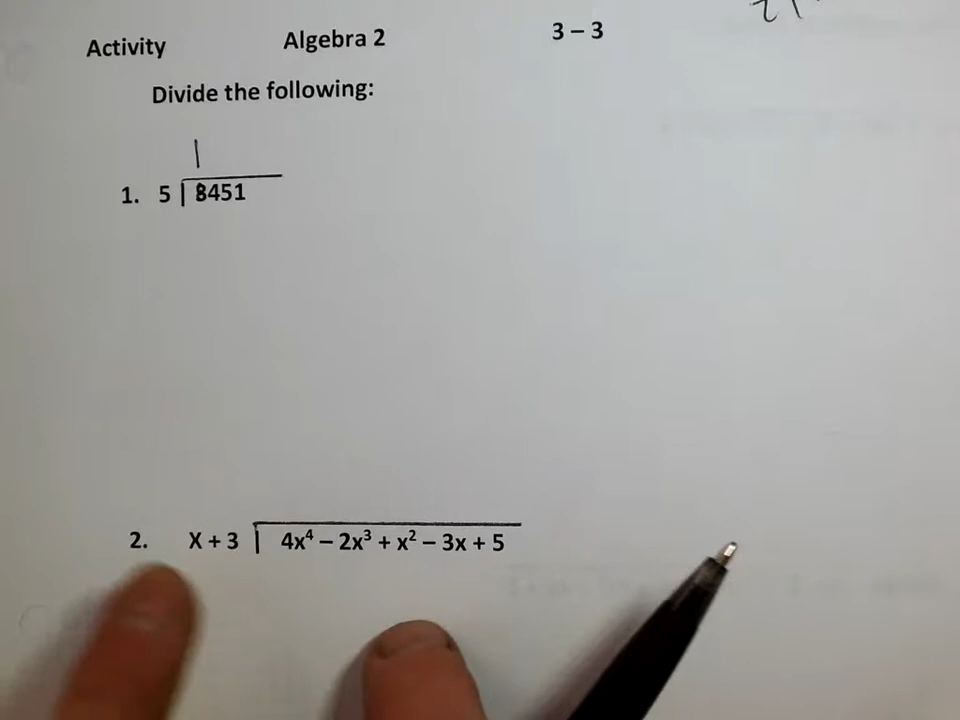 Activity Algebra 2 3 – 3
Divide the following:
1
1. 5 | 8451
2. X + 3 | 4x⁴ – 2x³ + x² – 3x + 5